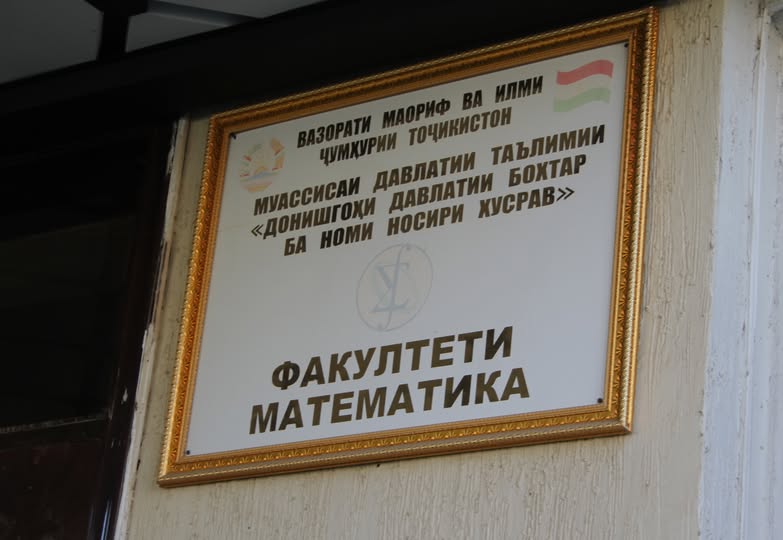 ВАЗОРАТИ МАОРИФ ВА ИЛМИ
ҶУМҲУРИИ ТОҶИКИСТОН
МУАССИСАИ ДАВЛАТИИ ТАЪЛИМИИ
«ДОНИШГОҲИ ДАВЛАТИИ БОХТАР
БА НОМИ НОСИРИ ХУСРАВ»
ФАКУЛТЕТИ
МАТЕМАТИКА